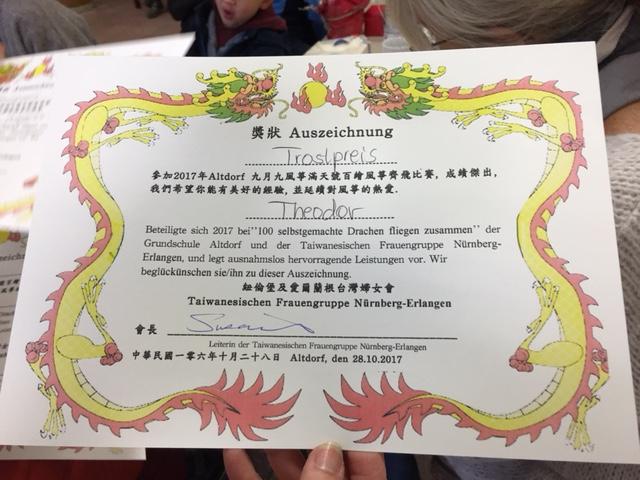 獎狀 Auszeichnung
Trostpreis
參加2017年Altdorf 九月九風箏滿天號百繪風箏齊飛比賽，成績傑出，
我們希望你能有美好的經驗，並延續對風箏的熱愛.
Theodor
Beteiligte sich 2017 bei"100 selbstgemachte Drachen fliegen zusammen" der
Grundschule Altdorf und der Taiwanesischen Frauengruppe Nürnberg-
Erlangen, und legt ausnahmslos hervorragende Leistungen vor. Wir
beglückünschen sie/ihn zu dieser Auszeichnung.
紐倫堡及愛爾蘭根台灣婦女會
Taiwanesischen Frauengruppe Nürnberg-Erlangen
會長
Leiterin der Taiwanesischen Frauengruppe Nürnberg-Erlangen
中華民國一零六年十月二十八日 Altdorf, den 28.10.2017